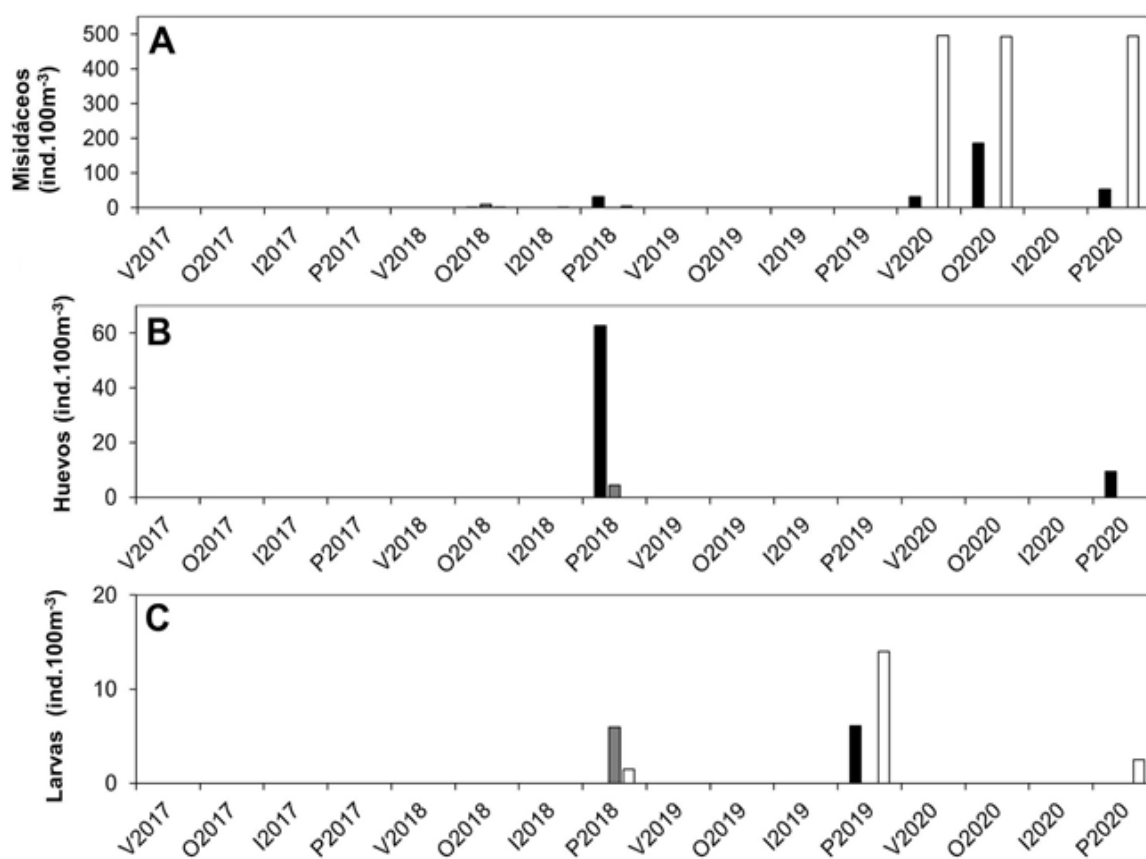 A
Misidáceos
(ind.100m⁻³)
500
400
300
200
100
0
V2017 O2017 I2017 P2017 V2018 O2018 I2018 P2018 V2019 O2019 I2019 P2019 V2020 O2020 I2020 P2020
B
Huevos (ind.100m⁻³)
60
40
20
0
V2017 O2017 I2017 P2017 V2018 O2018 I2018 P2018 V2019 O2019 I2019 P2019 V2020 O2020 I2020 P2020
C
Larvas (ind.100m⁻³)
20
10
0
V2017 O2017 I2017 P2017 V2018 O2018 I2018 P2018 V2019 O2019 I2019 P2019 V2020 O2020 I2020 P2020